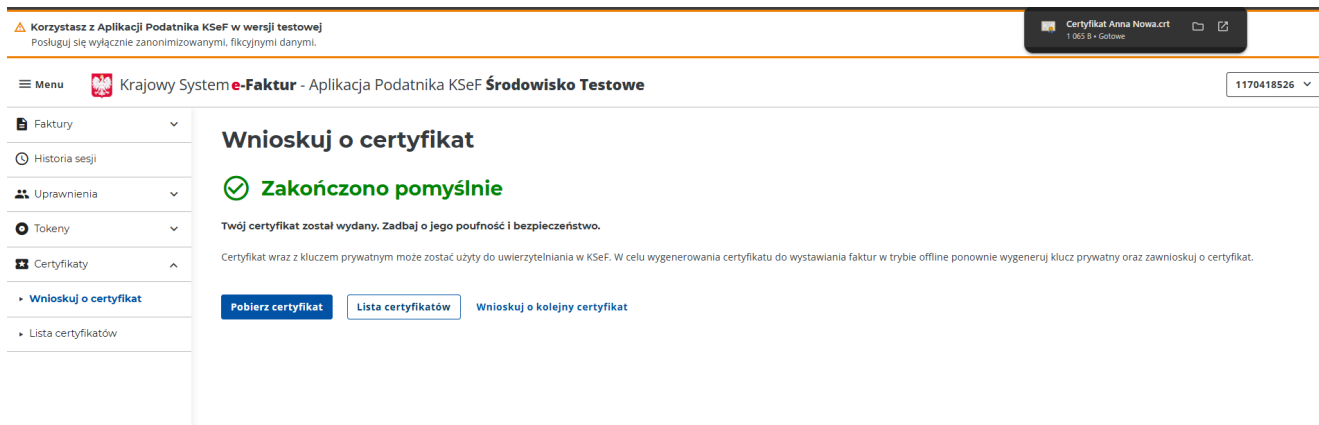 Korzystasz z Aplikacji Podatnika KSeF w wersji testowej
Posługuj się wyłącznie zanonimizowanymi, fikcyjnymi danymi.
Certyfikat Anna Nowa.crt
1 065 B • Gotowe
Menu
Krajowy System e-Faktur - Aplikacja Podatnika KSeF Środowisko Testowe
1170418526
Faktury
Historia sesji
Uprawnienia
Tokeny
Certyfikaty
Wnioskuj o certyfikat
Lista certyfikatów
Wnioskuj o certyfikat
Zakończono pomyślnie
Twój certyfikat został wydany. Zadbaj o jego poufność i bezpieczeństwo.
Certyfikat wraz z kluczem prywatnym może zostać użyty do uwierzytelniania w KSeF. W celu wygenerowania certyfikatu do wystawiania faktur w trybie offline ponownie wygeneruj klucz prywatny oraz zawnioskuj o certyfikat.
Pobierz certyfikat
Lista certyfikatów
Wnioskuj o kolejny certyfikat